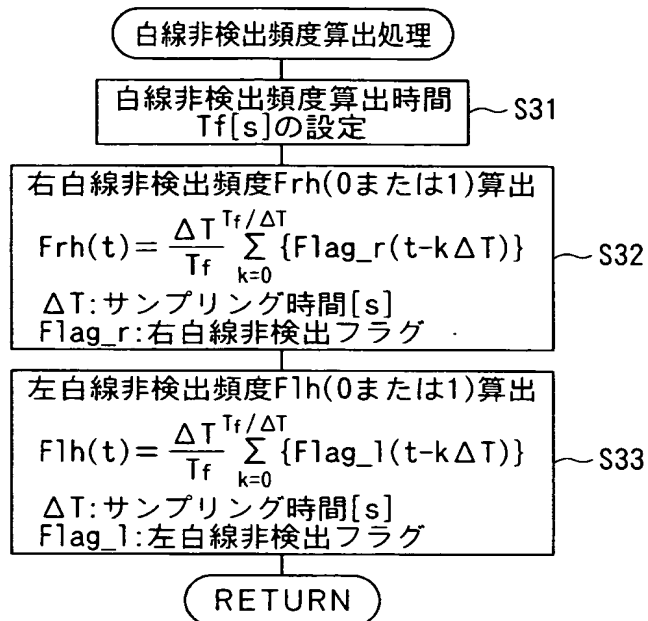 白線非検出頻度算出処理
白線非検出頻度算出時間
Tf[s]の設定
S31
右白線非検出頻度Frh(0または1)算出
Frh(t)=ΔT/Tf Σ[k=0→Tf/ΔT]{Flag_r(t-kΔT)}
ΔT:サンプリング時間[s]
Flag_r:右白線非検出フラグ
S32
左白線非検出頻度Flh(0または1)算出
Flh(t)=ΔT/Tf Σ[k=0→Tf/ΔT]{Flag_l(t-kΔT)}
ΔT:サンプリング時間[s]
Flag_l:左白線非検出フラグ
S33
RETURN